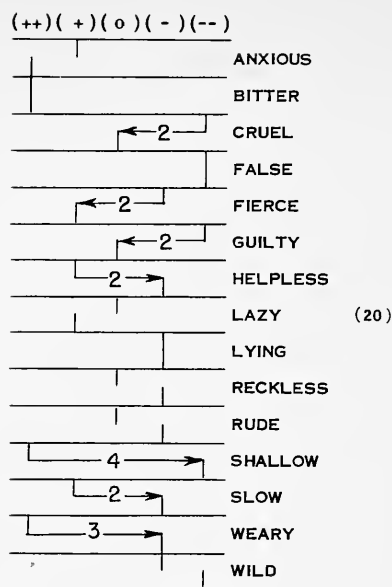 (++)(+)(o)(-)(--)
ANXIOUS
BITTER
2 CRUEL
FALSE
2 FIERCE
2 GUILTY
2 HELPLESS
LAZY (20)
LYING
RECKLESS
RUDE
4 SHALLOW
2 SLOW
3 WEARY
WILD